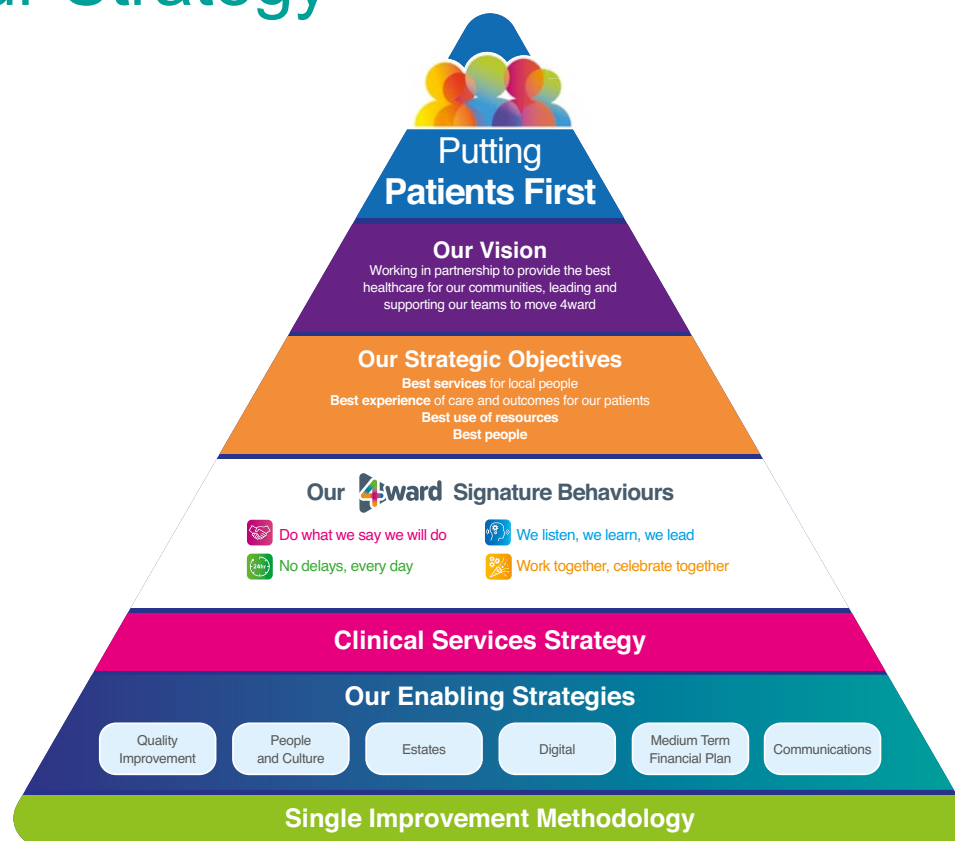 ur Strategy
Putting
Patients First
Our Vision
Working in partnership to provide the best
healthcare for our communities, leading and
supporting our teams to move 4ward
Our Strategic Objectives
Best services for local people
Best experience of care and outcomes for our patients
Best use of resources
Best people
Our 4ward Signature Behaviours
Do what we say we will do
We listen, we learn, we lead
24hr
No delays, every day
Work together, celebrate together
Clinical Services Strategy
Our Enabling Strategies
Quality
Improvement
People
and Culture
Estates
Digital
Medium Term
Financial Plan
Communications
Single Improvement Methodology